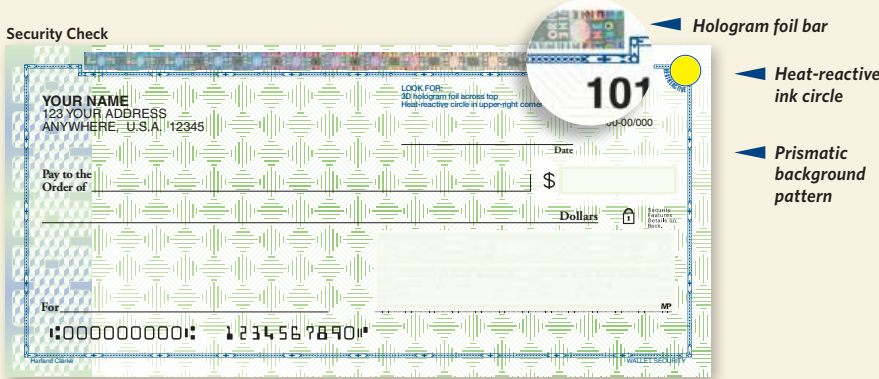 Security Check
Hologram foil bar
Heat-reactive
ink circle
Prismatic
background
pattern
LOOK FOR:
3D hologram foil across top
Heat-reactive circle in upper-right corner
101
YOUR NAME
123 YOUR ADDRESS
ANYWHERE, U.S.A. 12345
00-00/000
Date
Pay to the
Order of
$
Dollars
Security
Features
Details on
Back.
For
MP
⑆000000000⑆ 1234567890⑈
Harland Clarke
WALLET SECURITY